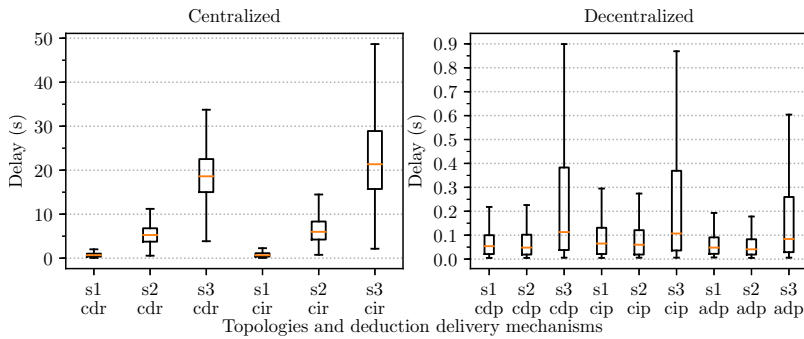 Centralized
Decentralized
Delay (s)
50
40
30
20
10
0
s1 s2 s3 s1 s2 s3
cdr cdr cdr cir cir cir
Delay (s)
0.9
0.8
0.7
0.6
0.5
0.4
0.3
0.2
0.1
0.0
s1 s2 s3 s1 s2 s3 s1 s2 s3
cdp cdp cdp cip cip cip adp adp adp
Topologies and deduction delivery mechanisms